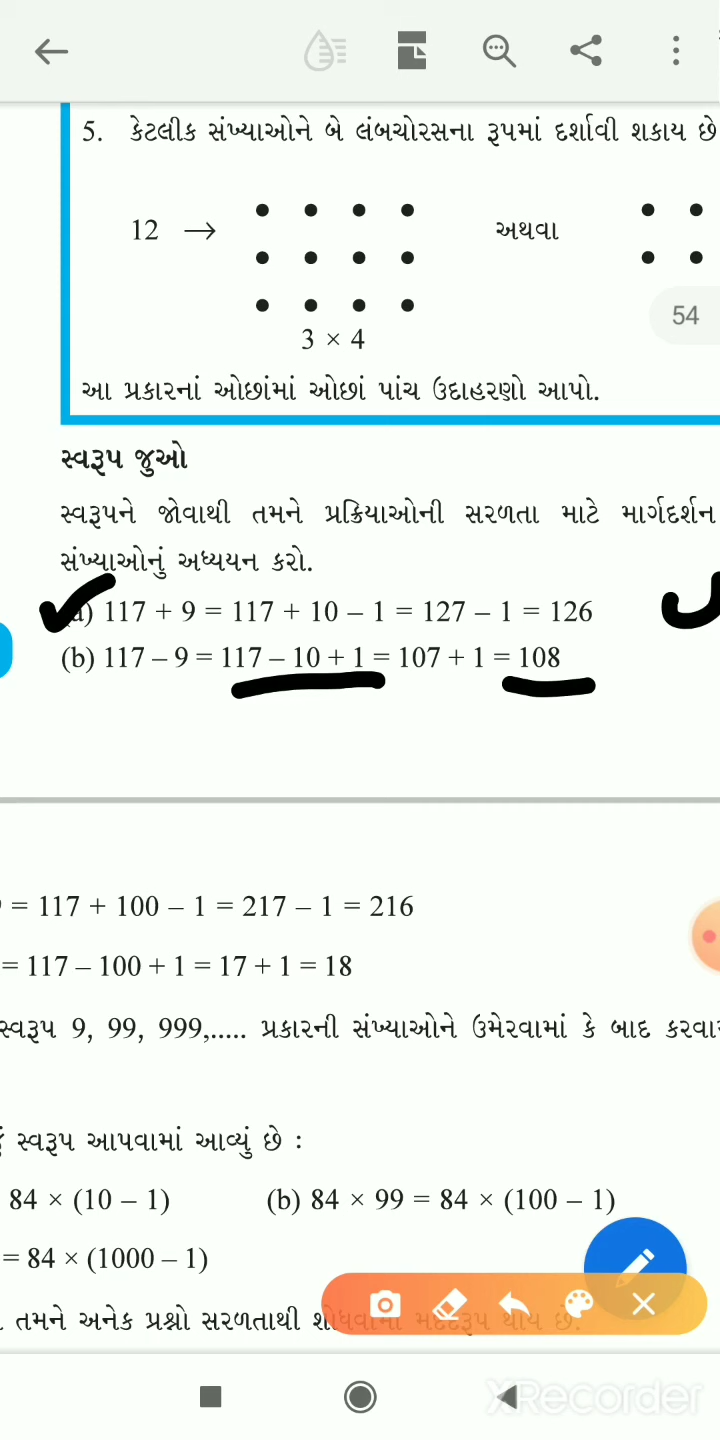 5. કેટલીક સંખ્યાઓને બે લંબચોરસના રૂપમાં દર્શાવી શકાય છે
12 → અથવા
54
3 × 4
આ પ્રકારનાં ઓછાંમાં ઓછાં પાંચ ઉદાહરણો આપો.
સ્વરૂપ જુઓ
સ્વરૂપને જોવાથી તમને પ્રક્રિયાઓની સરળતા માટે માર્ગદર્શન
સંખ્યાઓનું અધ્યયન કરો.
(a) 117 + 9 = 117 + 10 – 1 = 127 – 1 = 126
(b) 117 – 9 = 117 – 10 + 1 = 107 + 1 = 108
= 117 + 100 – 1 = 217 – 1 = 216
= 117 – 100 + 1 = 17 + 1 = 18
સ્વરૂપ 9, 99, 999,..... પ્રકારની સંખ્યાઓને ઉમેરવામાં કે બાદ
સ્વરૂપ આપવામાં આવ્યું છે :
84 × (10 – 1) (b) 84 × 99 = 84 × (100 – 1)
= 84 × (1000 – 1)
તમને અનેક પ્રશ્નો સરળતાથી શોધવામાં મદદરૂપ થાય છે.
XRecorder